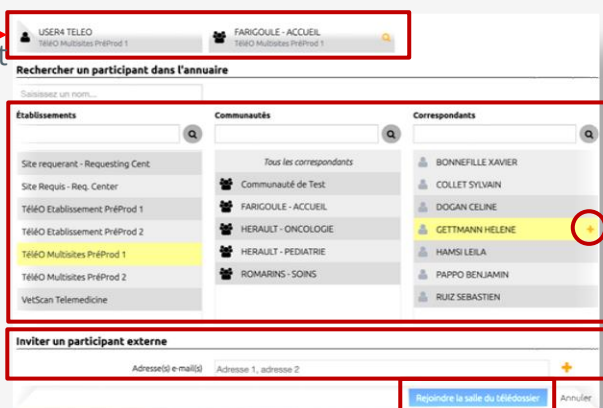 USER4 TELEO
TéléO Multisites PréProd 1
FARIGOULE - ACCUEIL
TéléO Multisites PréProd 1
t
Rechercher un participant dans l'annuaire
Saisissez un nom...
Établissements
Communautés
Correspondants
Site requerant - Requesting Cent
Site Requis - Req. Center
TéléO Etablissement PréProd 1
TéléO Etablissement PréProd 2
TéléO Multisites PréProd 1
TéléO Multisites PréProd 2
VetScan Telemedicine
Tous les correspondants
Communauté de Test
FARIGOULE - ACCUEIL
HERAULT - ONCOLOGIE
HERAULT - PEDIATRIE
ROMARINS - SOINS
BONNEFILLE XAVIER
COLLET SYLVAIN
DOGAN CELINE
GETTMANN HELENE
HAMSI LEILA
PAPPO BENJAMIN
RUIZ SEBASTIEN
Inviter un participant externe
Adresse(s) e-mail(s)
Adresse 1, adresse 2
Rejoindre la salle du télédossier
Annuler